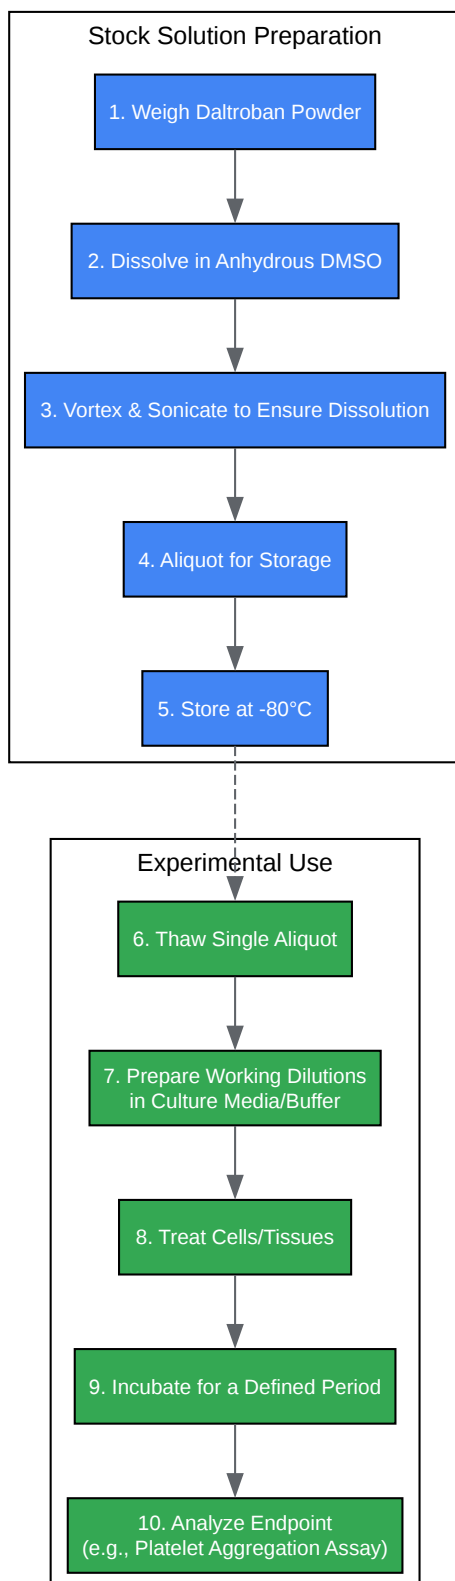 Stock Solution Preparation
1. Weigh Daltroban Powder
2. Dissolve in Anhydrous DMSO
3. Vortex & Sonicate to Ensure Dissolution
4. Aliquot for Storage
5. Store at -80°C
Experimental Use
6. Thaw Single Aliquot
7. Prepare Working Dilutions
in Culture Media/Buffer
8. Treat Cells/Tissues
9. Incubate for a Defined Period
10. Analyze Endpoint
(e.g., Platelet Aggregation Assay)